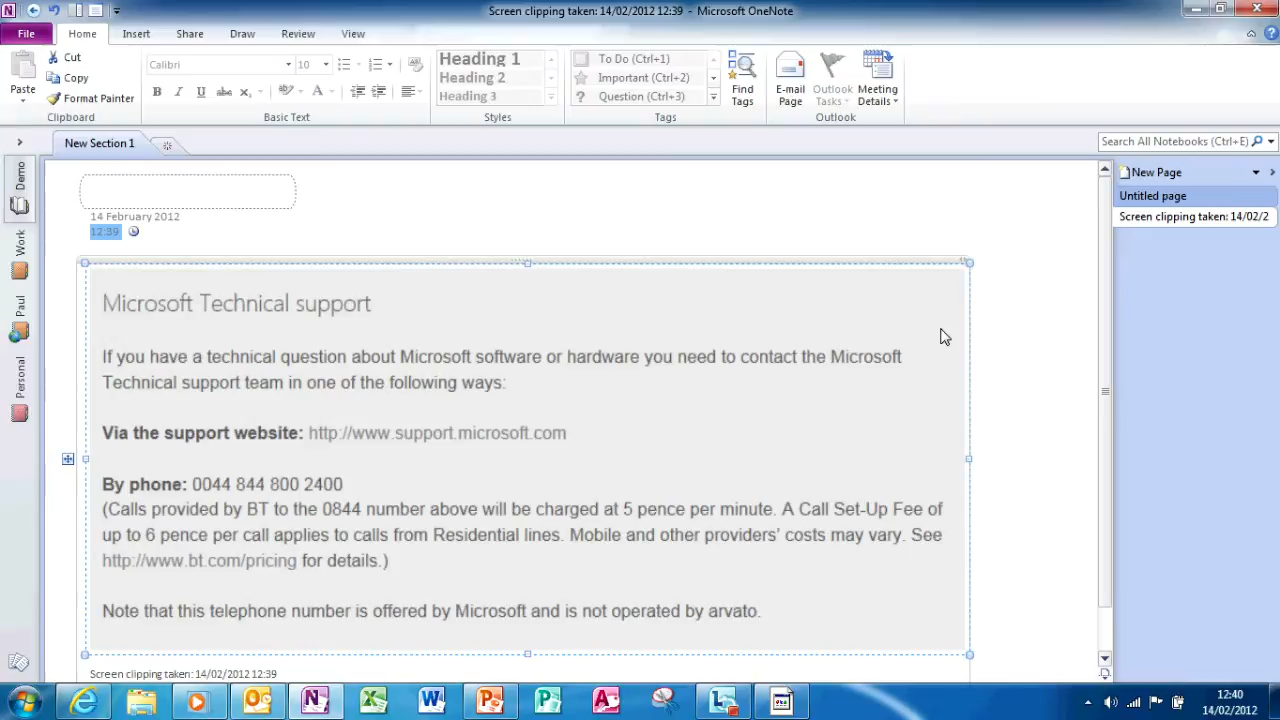 Screen clipping taken: 14/02/2012 12:39 - Microsoft OneNote
File Home Insert Share Draw Review View
Cut
Copy
Format Painter
Paste
Clipboard
Calibri 10
B I U abc x₂ A
Basic Text
Heading 1
Heading 2
Heading 3
Styles
To Do (Ctrl+1)
Important (Ctrl+2)
Question (Ctrl+3)
Tags
Find
Tags
E-mail
Page
Outlook
Tasks
Meeting
Details
Outlook
New Section 1
Search All Notebooks (Ctrl+E)
Demo
Work
Paul
Personal
New Page
Untitled page
Screen clipping taken: 14/02/2
14 February 2012
12:39
Microsoft Technical support
If you have a technical question about Microsoft software or hardware you need to contact the Microsoft
Technical support team in one of the following ways:
Via the support website: http://www.support.microsoft.com
By phone: 0044 844 800 2400
(Calls provided by BT to the 0844 number above will be charged at 5 pence per minute. A Call Set-Up Fee of
up to 6 pence per call applies to calls from Residential lines. Mobile and other providers' costs may vary. See
http://www.bt.com/pricing for details.)
Note that this telephone number is offered by Microsoft and is not operated by arvato.
Screen clipping taken: 14/02/2012 12:39
12:40
14/02/2012